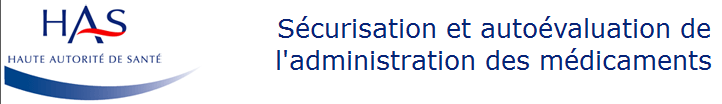 HAS
HAUTE AUTORITÉ DE SANTÉ
Sécurisation et autoévaluation de
l'administration des médicaments